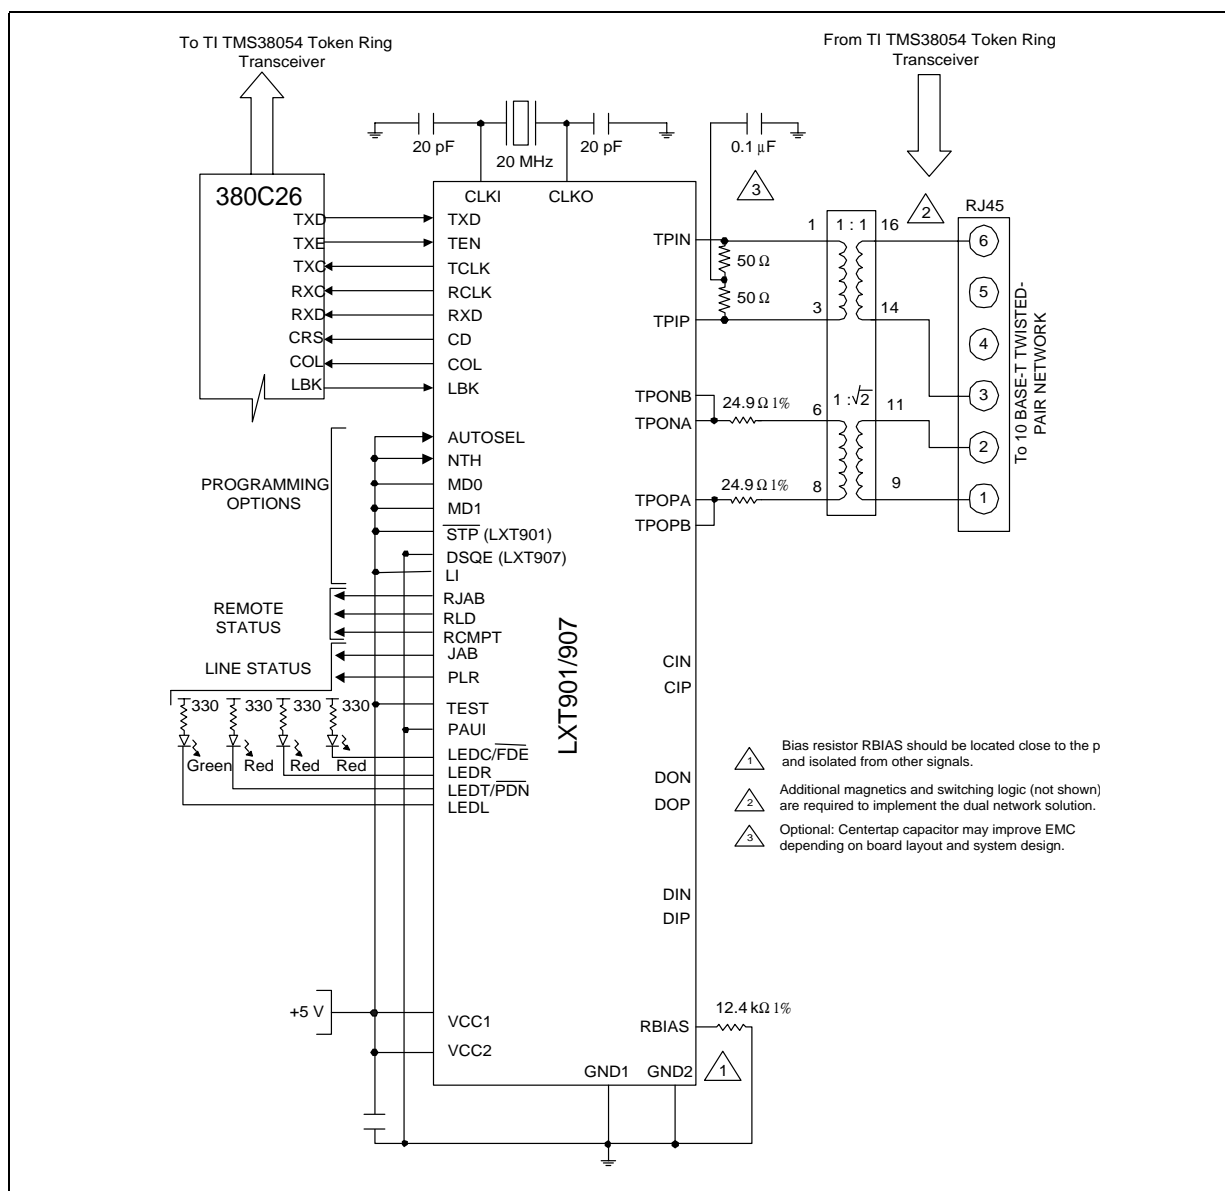 To TI TMS38054 Token Ring
Transceiver
From TI TMS38054 Token Ring
Transceiver
20 pF
20 MHz
20 pF
0.1 µF
3
2
380C26
TXD
TXE
TXC
RXC
RXD
CRS
COL
LBK
CLKI
CLKO
TXD
TEN
TCLK
RCLK
RXD
CD
COL
LBK
TPIN
50 Ω
50 Ω
TPIP
1
1 : 1
16
3
14
RJ45
6
5
4
3
2
1
To 10 BASE-T TWISTED-
PAIR NETWORK
TPONB
TPONA
24.9 Ω 1%
6
1 :√2
11
TPOPA
TPOPB
24.9 Ω 1%
8
9
PROGRAMMING
OPTIONS
AUTOSEL
NTH
MD0
MD1
STP (LXT901)
DSQE (LXT907)
LI
REMOTE
STATUS
RJAB
RLD
RCMPT
LINE STATUS
JAB
PLR
330
330
330
330
Green
Red
Red
Red
TEST
PAUI
LEDC/FDE
LEDR
LEDT/PDN
LEDL
LXT901/907
CIN
CIP
DON
DOP
DIN
DIP
1
Bias resistor RBIAS should be located close to the p
and isolated from other signals.
2
Additional magnetics and switching logic (not shown)
are required to implement the dual network solution.
3
Optional: Centertap capacitor may improve EMC
depending on board layout and system design.
+5 V
VCC1
VCC2
RBIAS
12.4 kΩ 1%
GND1
GND2
1